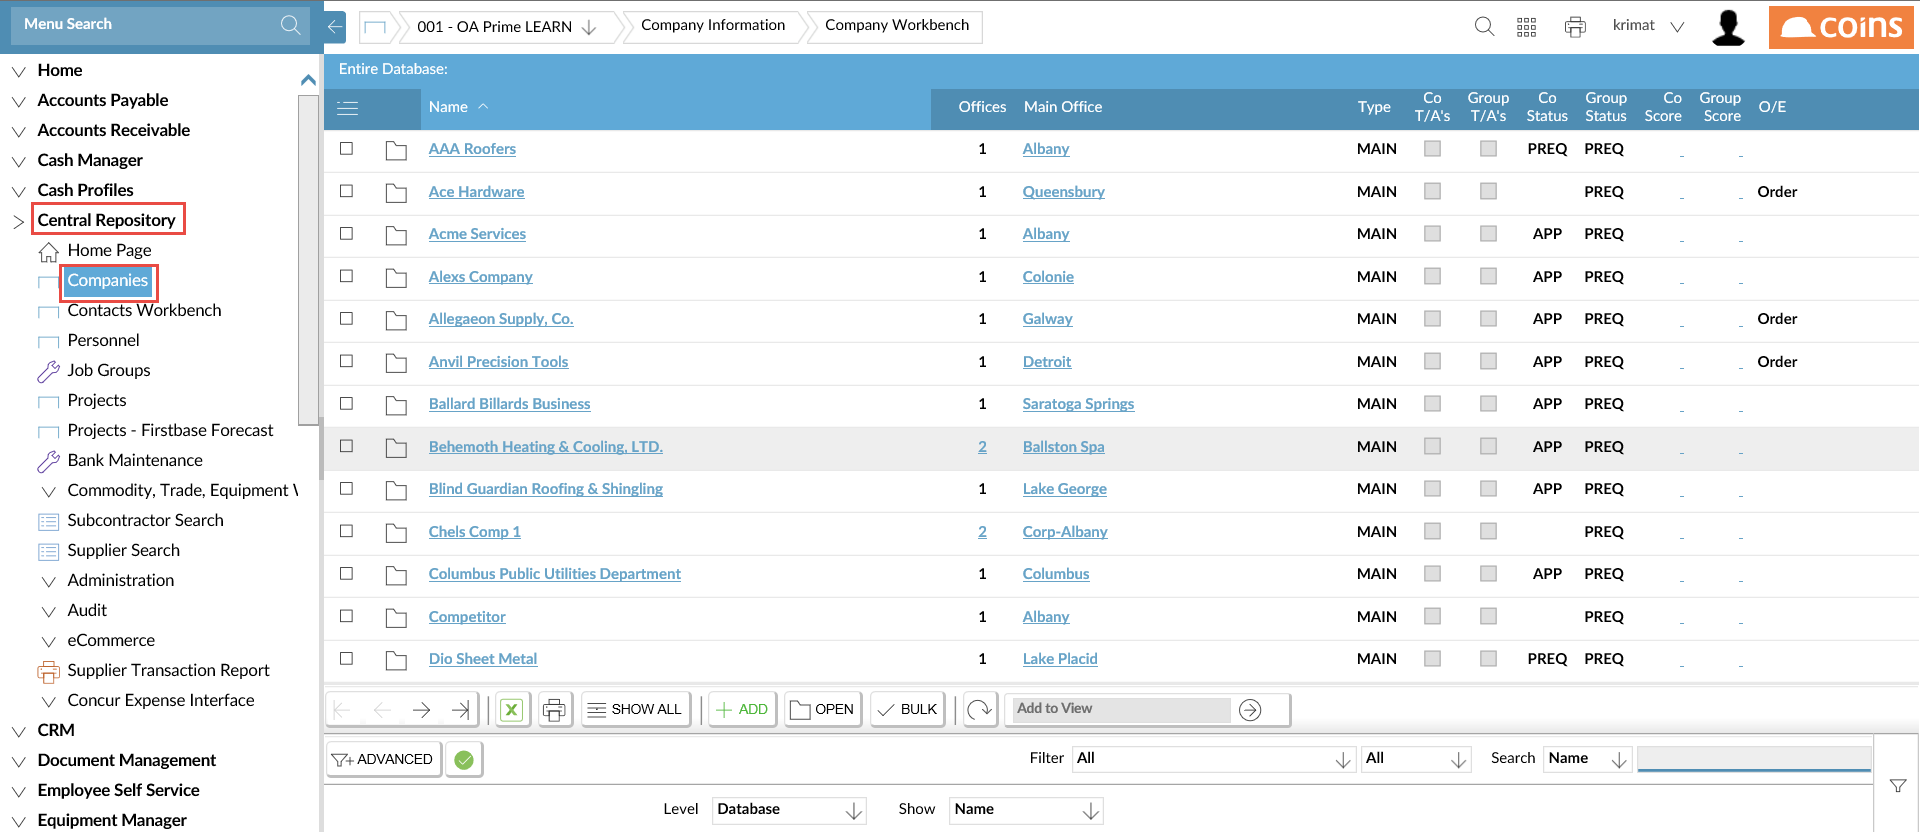 Menu Search
001 - OA Prime LEARN
Company Information
Company Workbench
krimat
coins
Home
Accounts Payable
Accounts Receivable
Cash Manager
Cash Profiles
Central Repository
Home Page
Companies
Contacts Workbench
Personnel
Job Groups
Projects
Projects - Firstbase Forecast
Bank Maintenance
Commodity, Trade, Equipment
Subcontractor Search
Supplier Search
Administration
Audit
eCommerce
Supplier Transaction Report
Concur Expense Interface
CRM
Document Management
Employee Self Service
Equipment Manager
Entire Database:
Name Offices Main Office Type Co T/A's Group T/A's Co Status Group Status Co Score Group Score O/E
AAA Roofers 1 Albany MAIN PREQ PREQ - -
Ace Hardware 1 Queensbury MAIN PREQ - - Order
Acme Services 1 Albany MAIN APP PREQ - -
Alexs Company 1 Colonie MAIN APP PREQ - -
Allegaeon Supply, Co. 1 Galway MAIN APP PREQ - - Order
Anvil Precision Tools 1 Detroit MAIN APP PREQ - - Order
Ballard Billards Business 1 Saratoga Springs MAIN APP PREQ - -
Behemoth Heating & Cooling, LTD. 2 Ballston Spa MAIN APP PREQ - -
Blind Guardian Roofing & Shingling 1 Lake George MAIN APP PREQ - -
Chels Comp 1 2 Corp-Albany MAIN PREQ - -
Columbus Public Utilities Department 1 Columbus MAIN APP PREQ - -
Competitor 1 Albany MAIN PREQ - -
Dio Sheet Metal 1 Lake Placid MAIN PREQ PREQ - -
SHOW ALL ADD OPEN BULK Add to View
ADVANCED Filter All All Search Name
Level Database Show Name